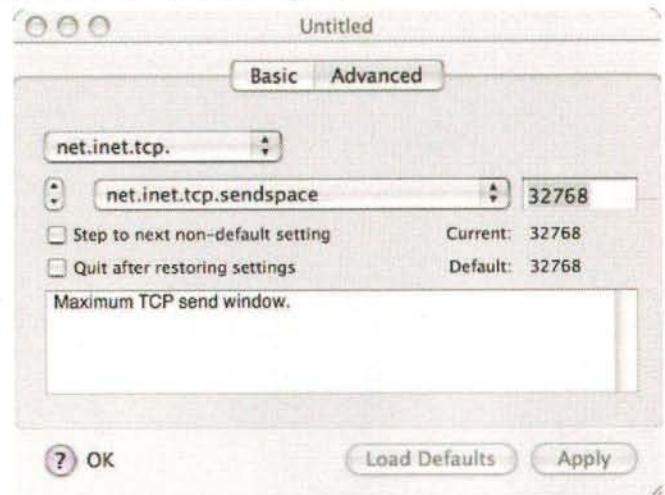 Untitled
Basic Advanced
net.inet.tcp.
net.inet.tcp.sendspace 32768
Step to next non-default setting Current: 32768
Quit after restoring settings Default: 32768
Maximum TCP send window.
? OK Load Defaults Apply